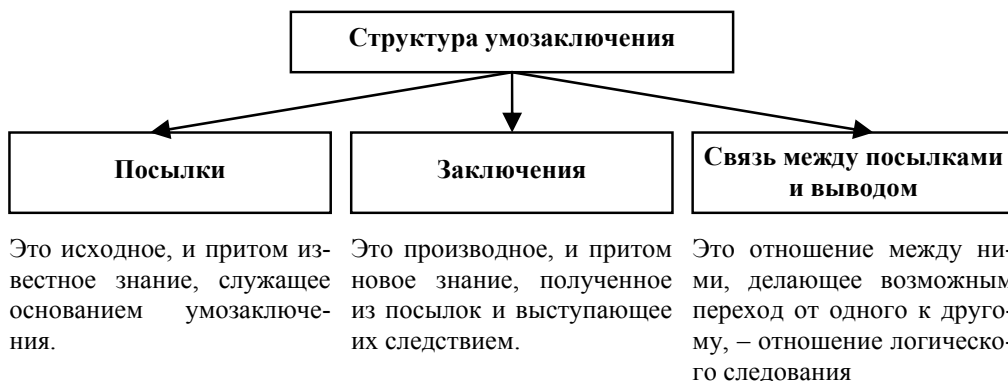 Структура умозаключения
Посылки
Заключения
Связь между посылками
и выводом
Это исходное, и притом из-
вестное знание, служащее
основанием умозаключе-
ния.
Это производное, и притом
новое знание, полученное
из посылок и выступающее
их следствием.
Это отношение между ни-
ми, делающее возможным
переход от одного к друго-
му, – отношение логическо-
го следования